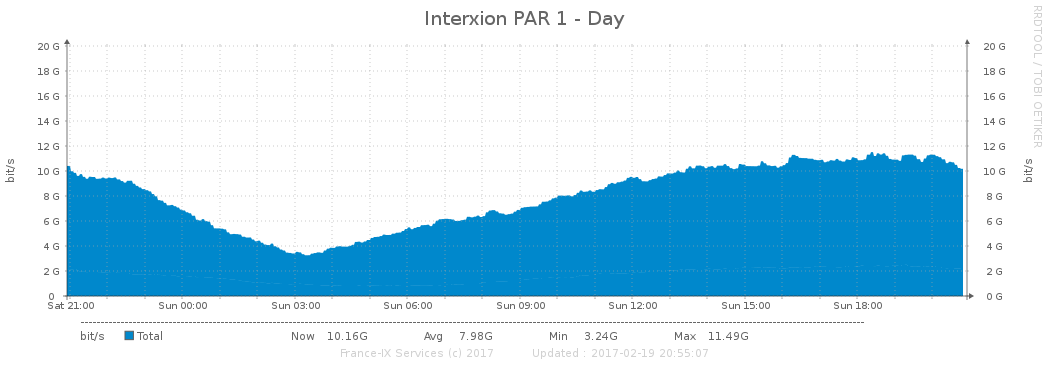 Interxion PAR 1 - Day
RRDTOOL / TOBI OETIKER
bit/s
bit/s
20 G 20 G
18 G 18 G
16 G 16 G
14 G 14 G
12 G 12 G
10 G 10 G
8 G 8 G
6 G 6 G
4 G 4 G
2 G 2 G
0 0 G
Sat 21:00 Sun 00:00 Sun 03:00 Sun 06:00 Sun 09:00 Sun 12:00 Sun 15:00 Sun 18:00
bit/s Total Now 10.16G Avg 7.98G Min 3.24G Max 11.49G
France-IX Services (c) 2017 Updated : 2017-02-19 20:55:07